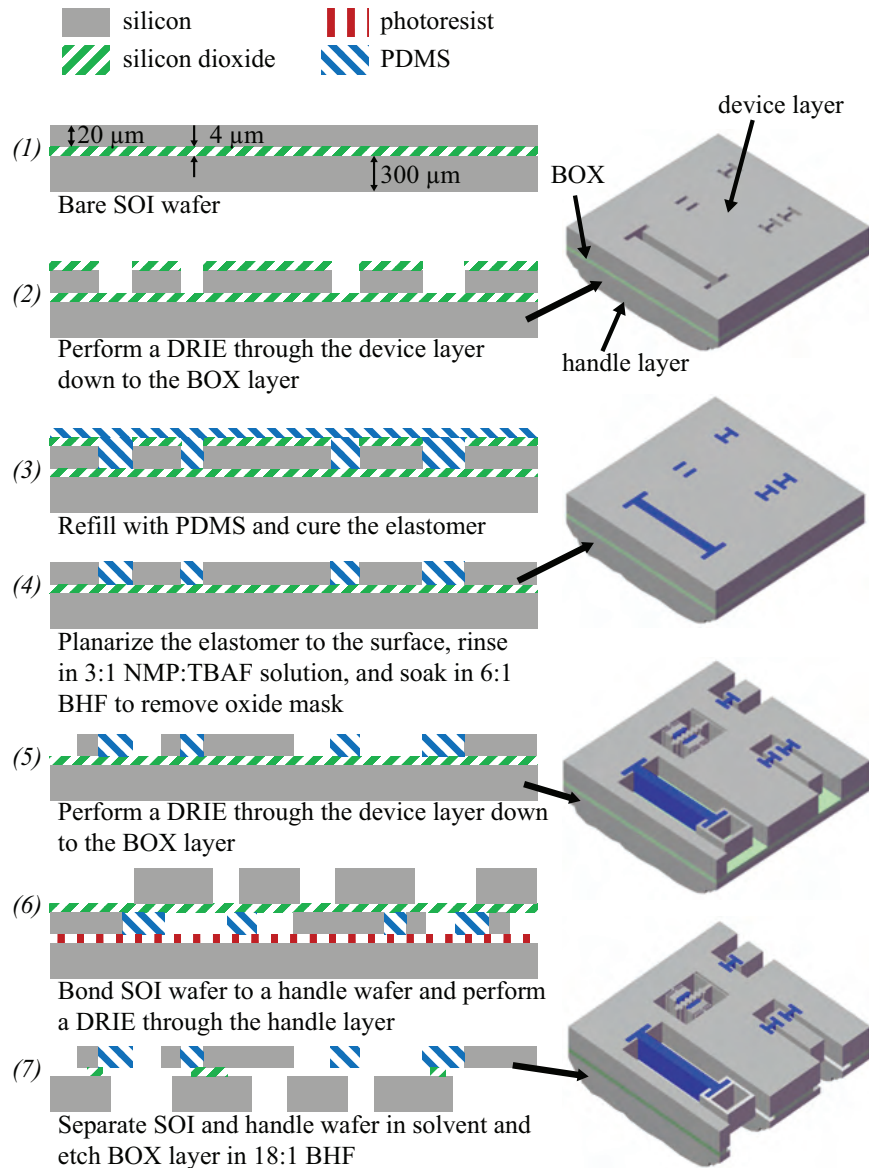 silicon
photoresist
silicon dioxide
PDMS
(1)
20 µm
4 µm
300 µm
Bare SOI wafer
device layer
BOX
handle layer
(2)
Perform a DRIE through the device layer
down to the BOX layer
(3)
Refill with PDMS and cure the elastomer
(4)
Planarize the elastomer to the surface, rinse
in 3:1 NMP:TBAF solution, and soak in 6:1
BHF to remove oxide mask
(5)
Perform a DRIE through the device layer down
to the BOX layer
(6)
Bond SOI wafer to a handle wafer and perform
a DRIE through the handle layer
(7)
Separate SOI and handle wafer in solvent and
etch BOX layer in 18:1 BHF